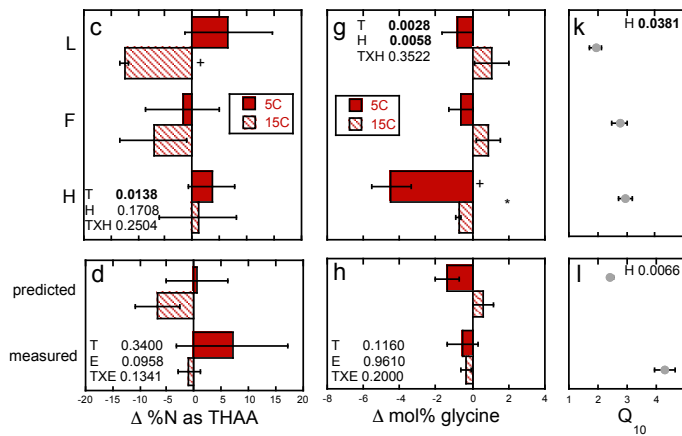 c
g
k
L
F
H
5C
15C
T 0.0138
H 0.1708
TXH 0.2504
T 0.0028
H 0.0058
TXH 0.3522
5C
15C
+
+
*
H 0.0381
d
h
l
predicted
measured
T 0.3400
E 0.0958
TXE 0.1341
T 0.1160
E 0.9610
TXE 0.2000
H 0.0066
-20 -15 -10 -5 0 5 10 15 20
-8 -6 -4 -2 0 2 4
1 2 3 4 5
Δ %N as THAA
Δ mol% glycine
Q10